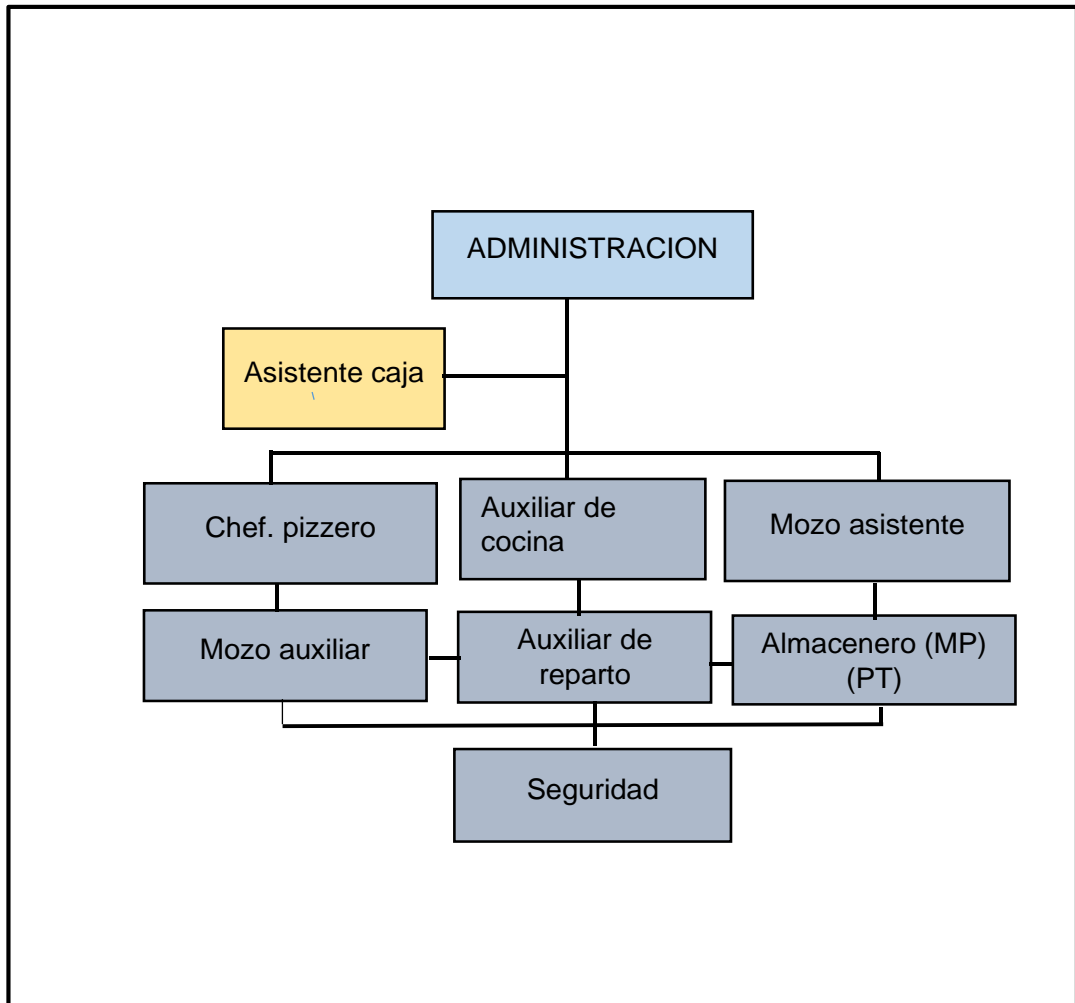 ADMINISTRACION
Asistente caja
\
Chef. pizzero
Auxiliar de
cocina
Mozo asistente
Mozo auxiliar
Auxiliar de
reparto
Almacenero (MP)
(PT)
Seguridad